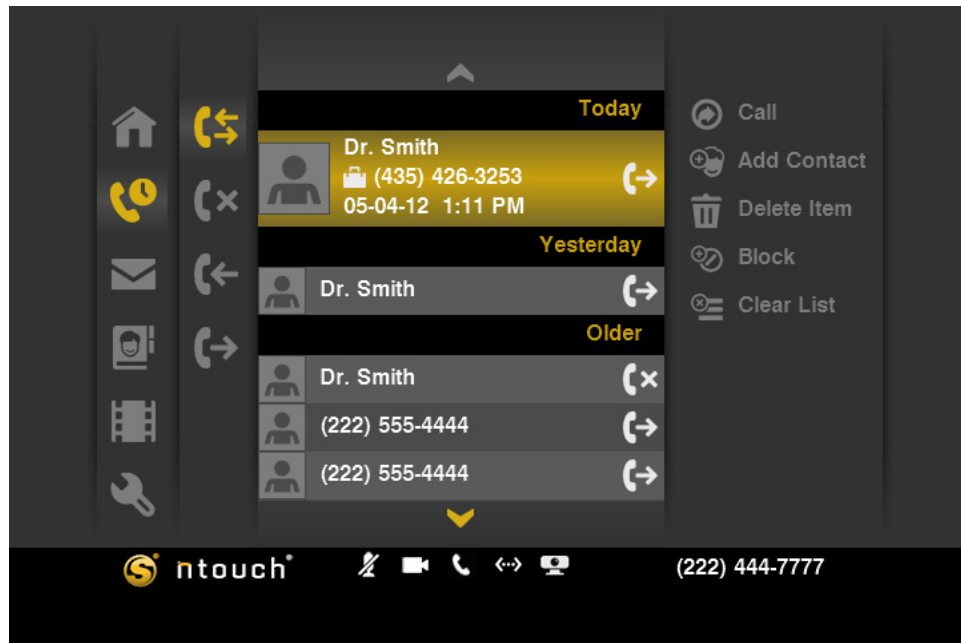 Today
Dr. Smith
(435) 426-3253
05-04-12 1:11 PM
Yesterday
Dr. Smith
Older
Dr. Smith
(222) 555-4444
(222) 555-4444
Call
Add Contact
Delete Item
Block
Clear List
ntouch
(222) 444-7777